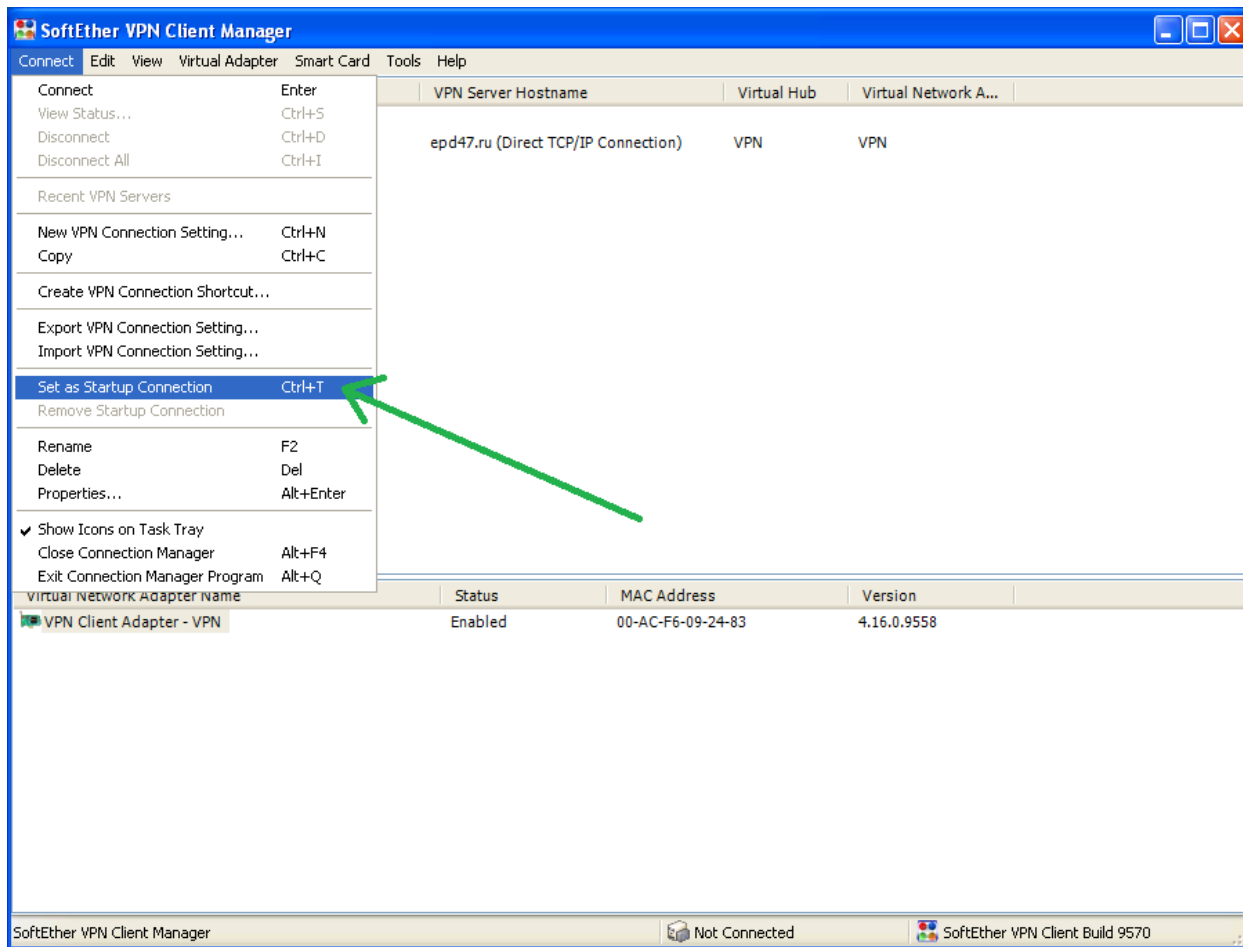 SoftEther VPN Client Manager
Connect Edit View Virtual Adapter Smart Card Tools Help
Connect Enter
View Status... Ctrl+S
Disconnect Ctrl+D
Disconnect All Ctrl+I
Recent VPN Servers
New VPN Connection Setting... Ctrl+N
Copy Ctrl+C
Create VPN Connection Shortcut...
Export VPN Connection Setting...
Import VPN Connection Setting...
Set as Startup Connection Ctrl+T
Remove Startup Connection
Rename F2
Delete Del
Properties... Alt+Enter
Show Icons on Task Tray
Close Connection Manager Alt+F4
Exit Connection Manager Program Alt+Q
VPN Server Hostname Virtual Hub Virtual Network A...
epd47.ru (Direct TCP/IP Connection) VPN VPN
Virtual Network Adapter Name Status MAC Address Version
VPN Client Adapter - VPN Enabled 00-AC-F6-09-24-83 4.16.0.9558
SoftEther VPN Client Manager Not Connected SoftEther VPN Client Build 9570